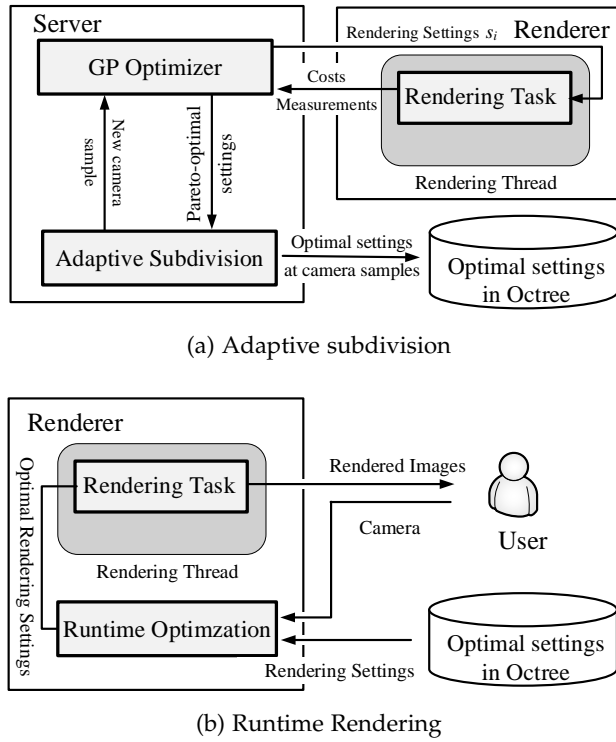 Server
Rendering Settings s_i
Renderer
GP Optimizer
Costs
Measurements
Rendering Task
New camera
sample
Pareto-optimal
settings
Rendering Thread
Adaptive Subdivision
Optimal settings
at camera samples
Optimal settings
in Octree
(a) Adaptive subdivision
Renderer
Optimal Rendering Settings
Rendering Task
Rendered Images
Camera
User
Rendering Thread
Runtime Optimzation
Rendering Settings
Optimal settings
in Octree
(b) Runtime Rendering